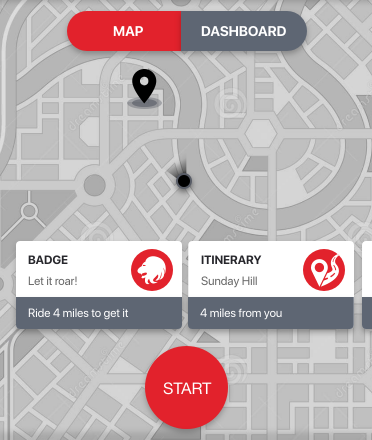 MAP
DASHBOARD
BADGE
Let it roar!
Ride 4 miles to get it
ITINERARY
Sunday Hill
4 miles from you
START